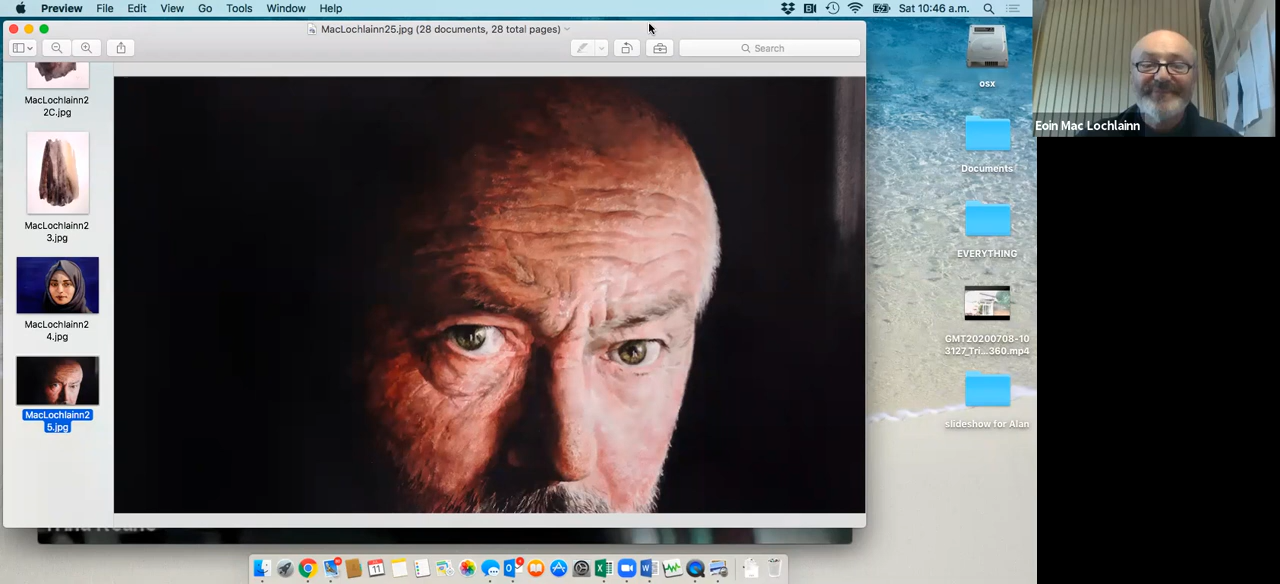 Preview File Edit View Go Tools Window Help
Sat 10:46 a.m.
MacLochlainn25.jpg (28 documents, 28 total pages)
Search
MacLochlainn2
2C.jpg
MacLochlainn2
3.jpg
MacLochlainn2
4.jpg
MacLochlainn2
5.jpg
osx
Documents
EVERYTHING
GMT20200708-10
3127_Tri...360.mp4
slideshow for Alan
Eoin Mac Lochlainn
11